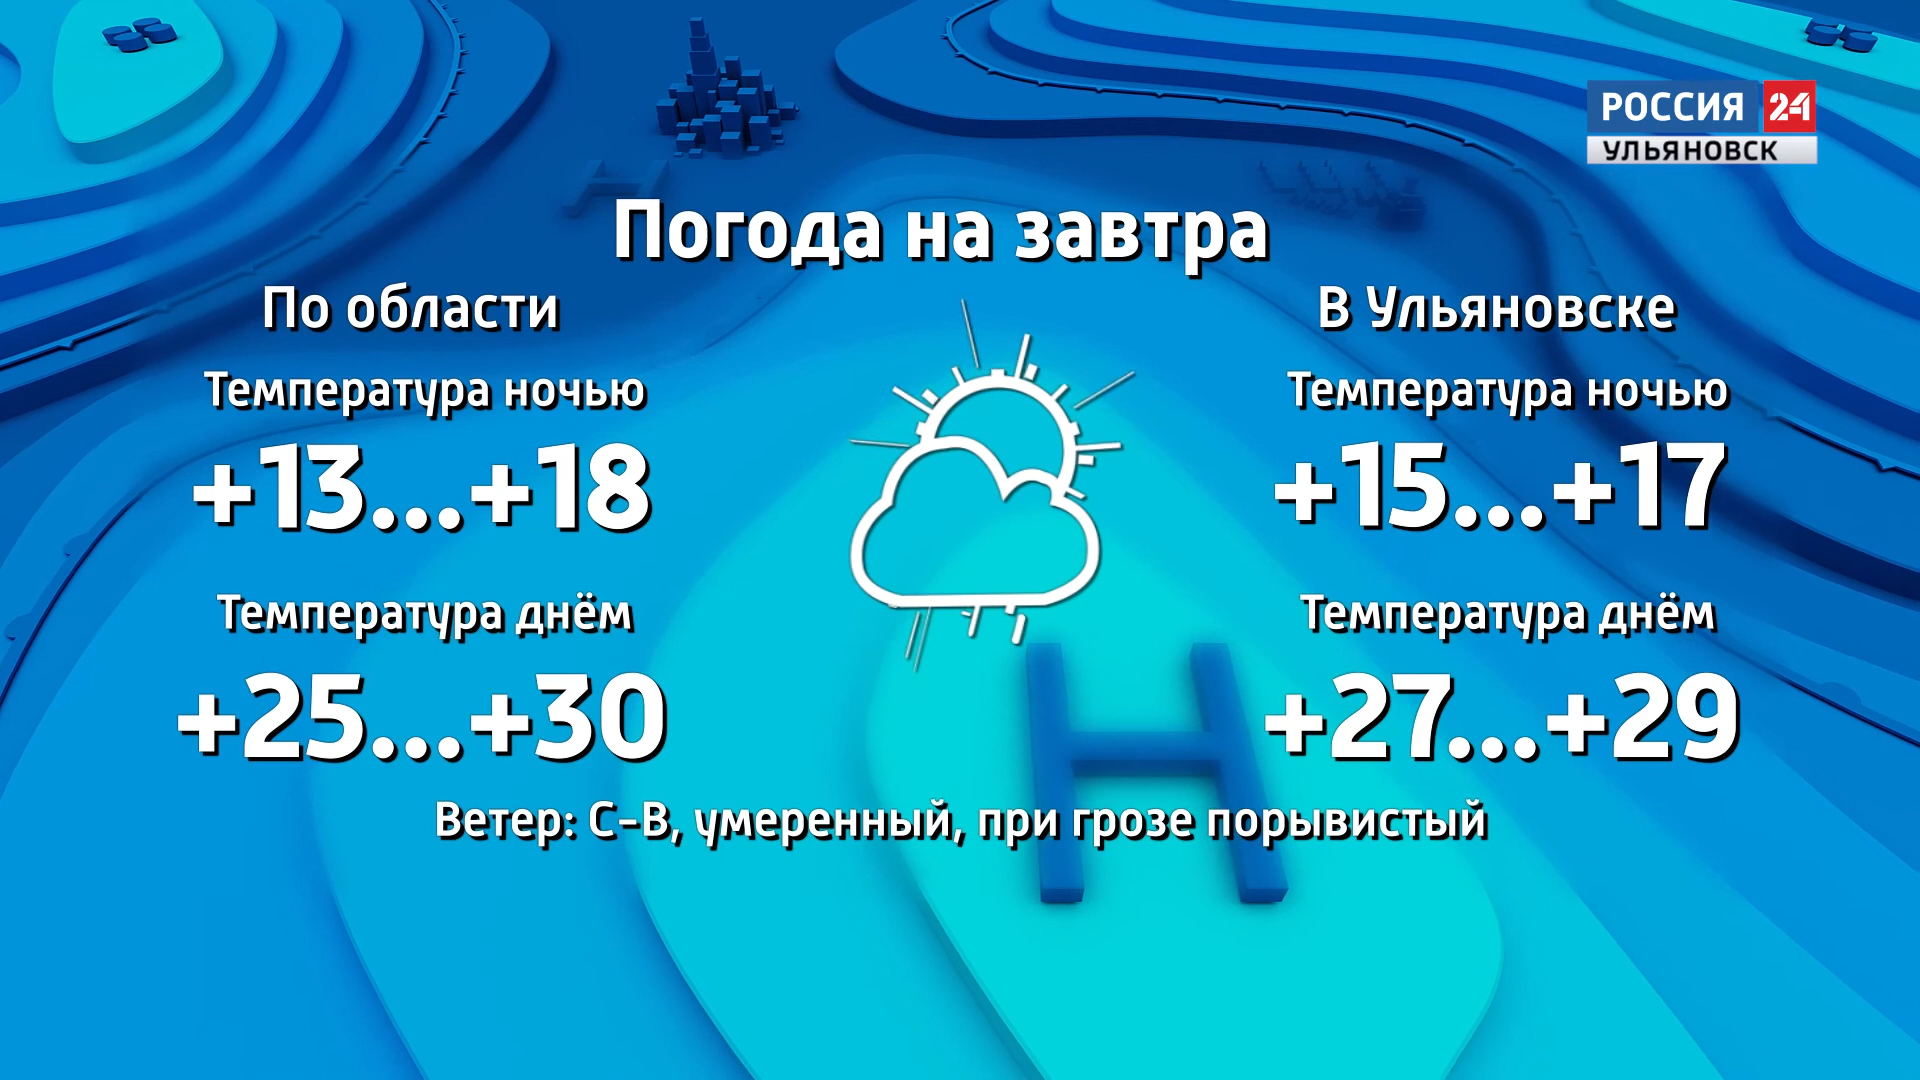 РОССИЯ 24
УЛЬЯНОВСК
Погода на завтра
По области
Температура ночью
+13...+18
Температура днём
+25...+30
В Ульяновске
Температура ночью
+15...+17
Температура днём
+27...+29
Ветер: С-В, умеренный, при грозе порывистый
Н